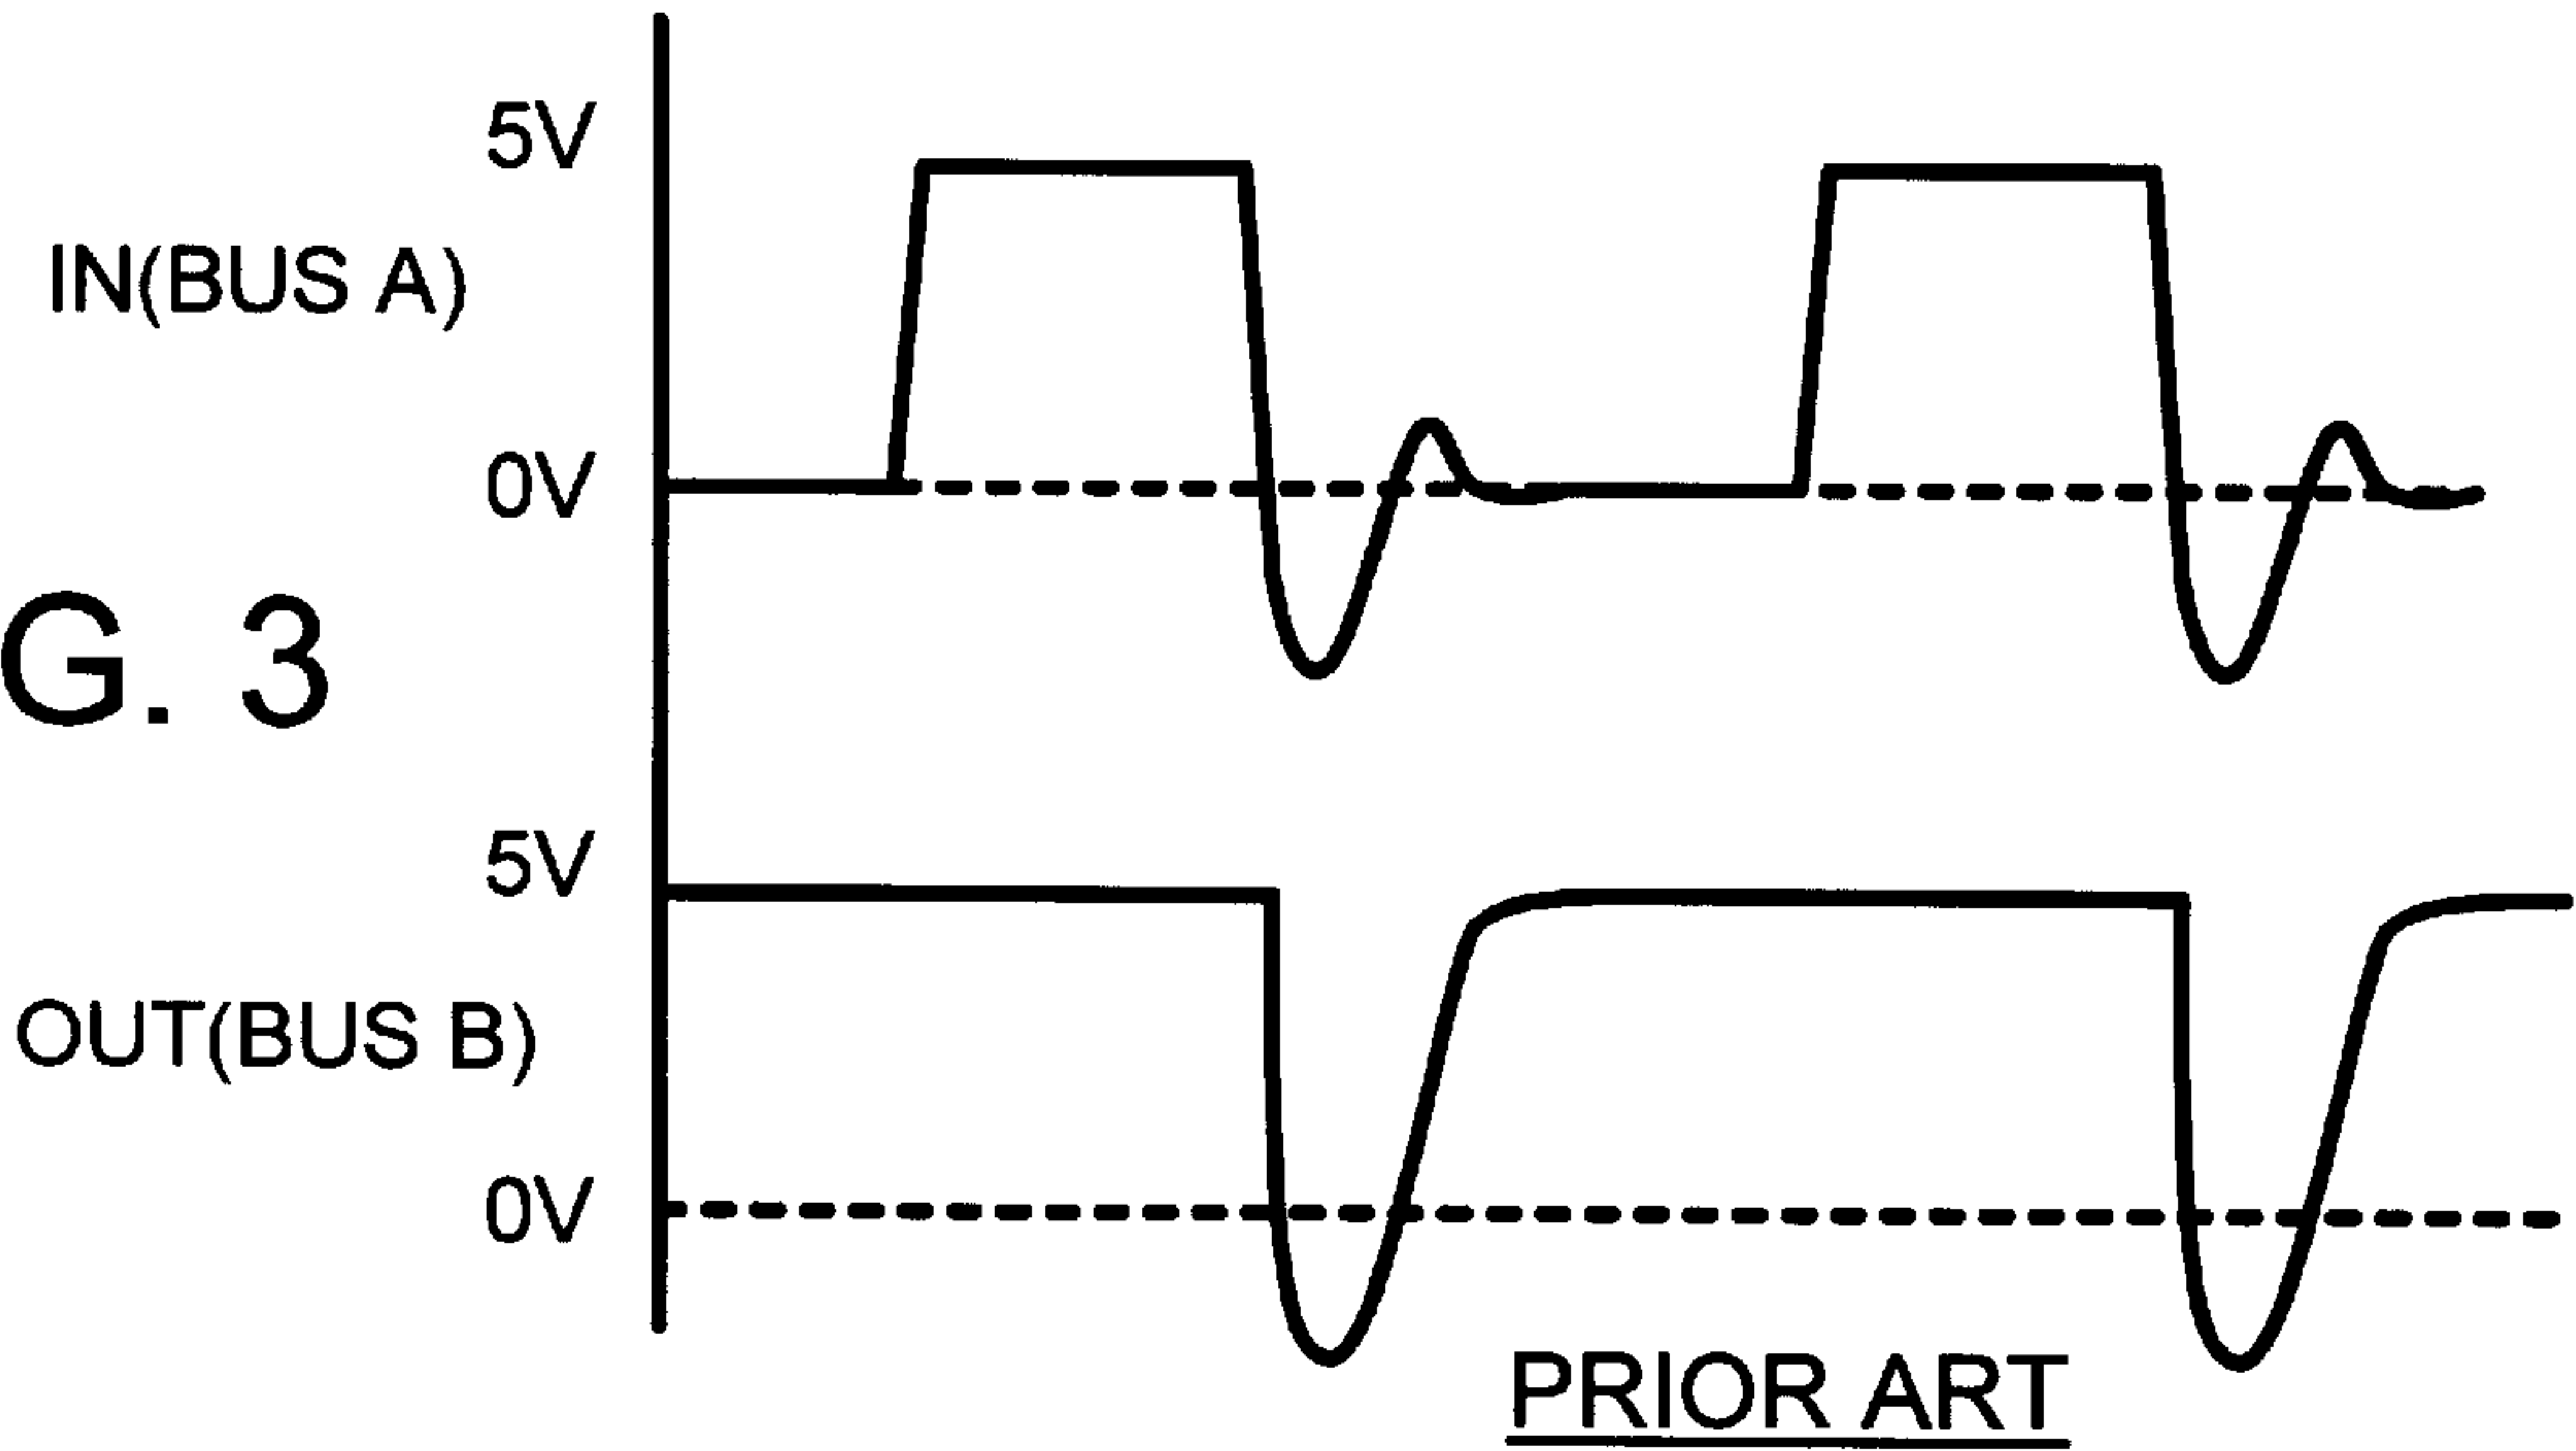 5V
IN(BUS A)
0V
G. 3
5V
OUT(BUS B)
0V
PRIOR ART